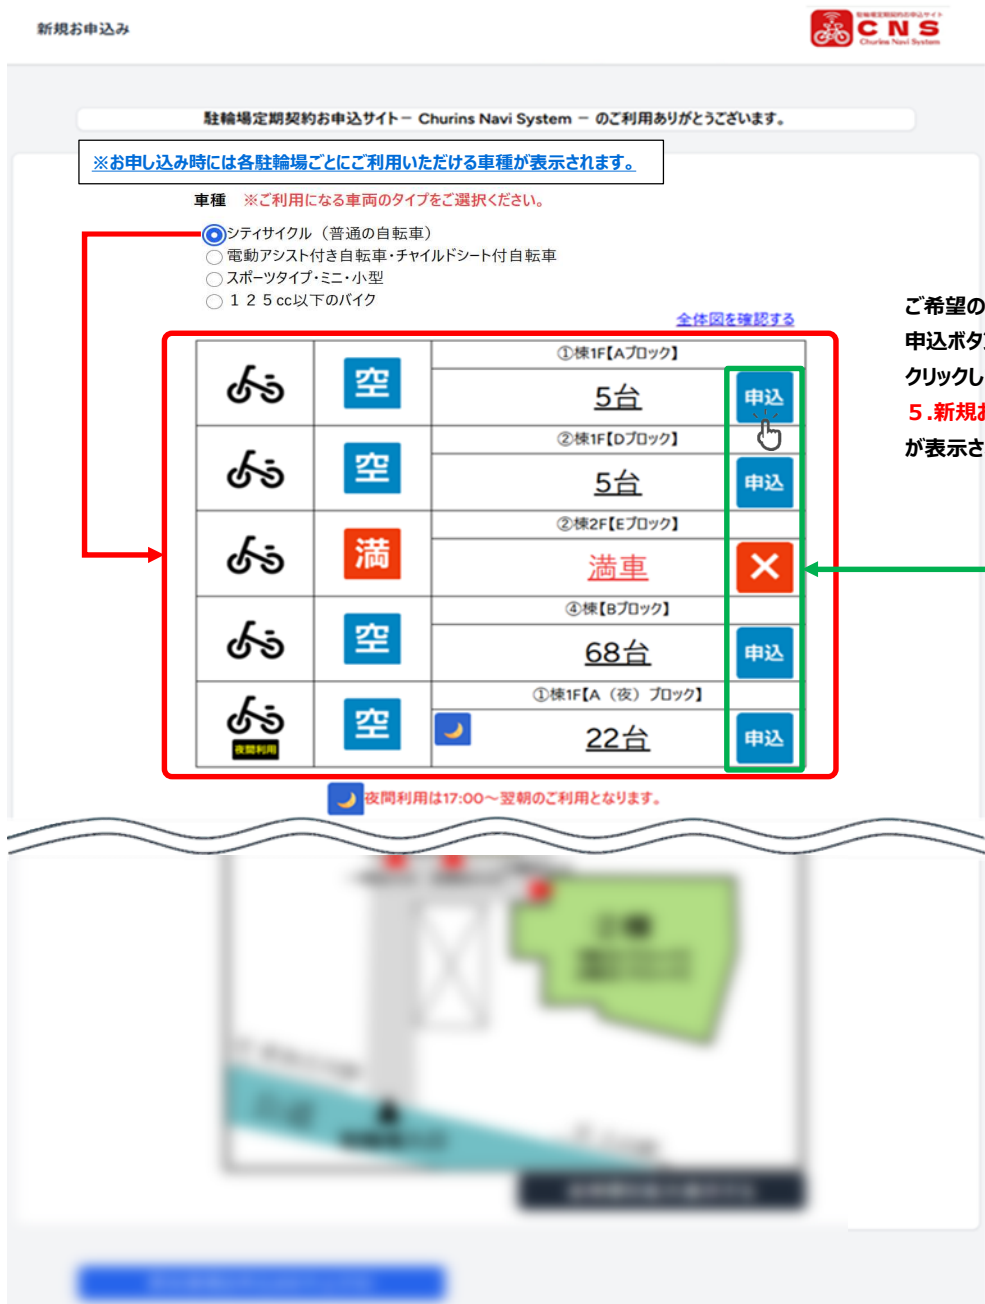 新規お申込み
駐輪場定期契約お申込サイト
CNS
Churins Navi System
駐輪場定期契約お申込サイト－ Churins Navi System － のご利用ありがとうございます。
※お申し込み時には各駐輪場ごとにご利用いただける車種が表示されます。
車種 ※ご利用になる車両のタイプをご選択ください。
シティサイクル（普通の自転車）
電動アシスト付き自転車・チャイルドシート付自転車
スポーツタイプ・ミニ・小型
１２５cc以下のバイク
全体図を確認する
ご希望の
申込ボタ
クリックし
５.新規お
が表示さ
①棟1F【Aブロック】
空
5台
申込
②棟1F【Dブロック】
空
5台
申込
②棟2F【Eブロック】
満
満車
④棟【Bブロック】
空
68台
申込
①棟1F【A（夜）ブロック】
夜間利用
空
22台
申込
夜間利用は17:00～翌朝のご利用となります。